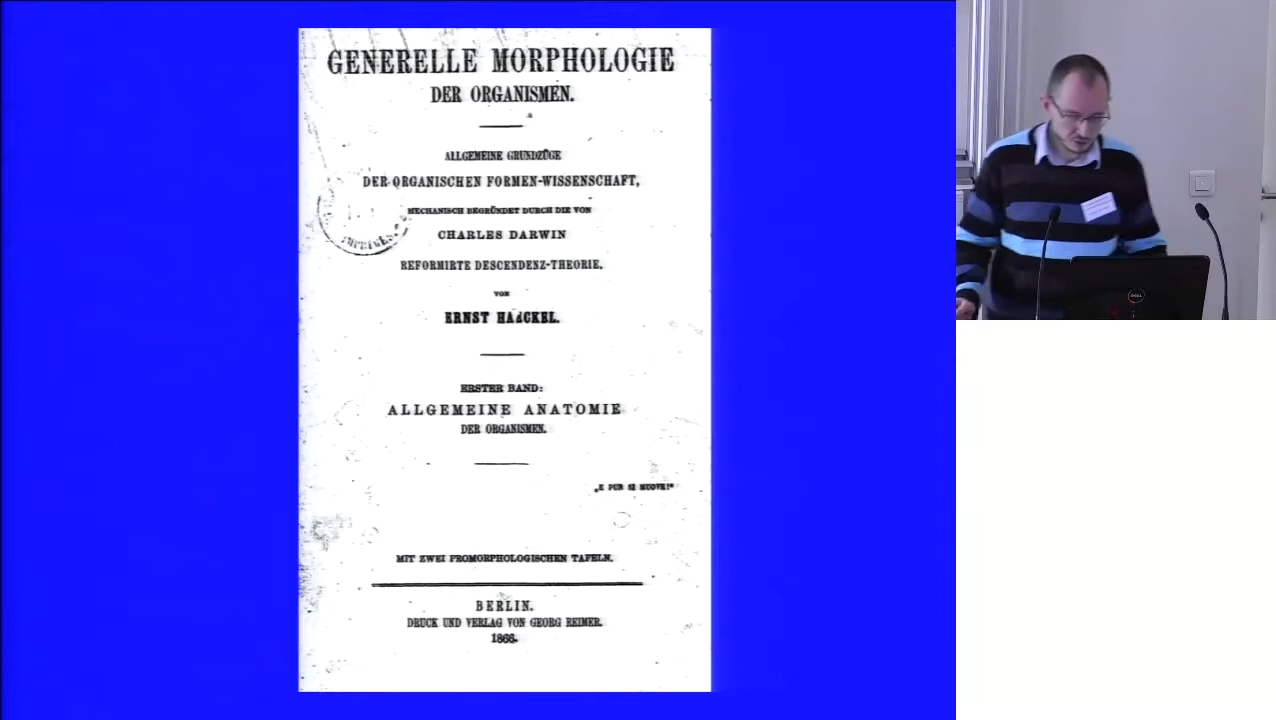 GENERELLE MORPHOLOGIE
DER ORGANISMEN.
ALLGEMEINE GRUNDZÜGE
DER ORGANISCHEN FORMEN-WISSENSCHAFT,
MECHANISCH BEGRÜNDET DURCH DIE VON
CHARLES DARWIN
REFORMIRTE DESCENDENZ-THEORIE,
VON
ERNST HAECKEL.
ERSTER BAND:
ALLGEMEINE ANATOMIE
DER ORGANISMEN.
„E PUR SI MUOVE!"
MIT ZWEI PROMORPHOLOGISCHEN TAFELN.
BERLIN.
DRUCK UND VERLAG VON GEORG REIMER.
1866.
DELL